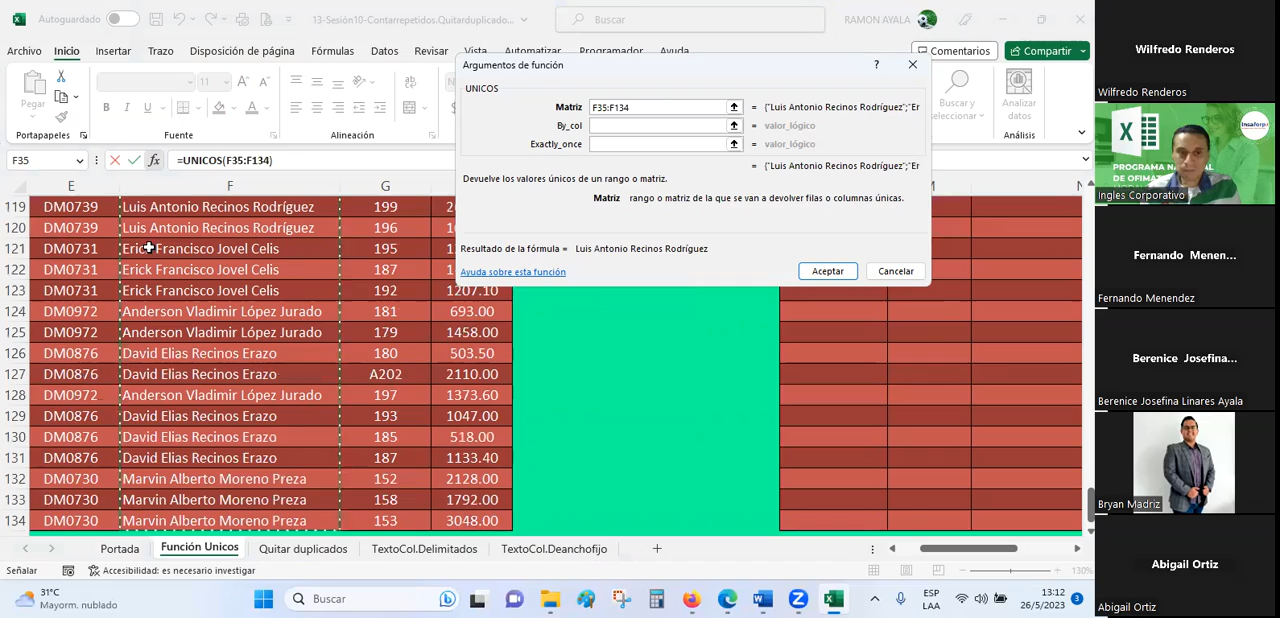 Autoguardado
13-Sesión10-Contarrepetidos.Quitarduplicado...
Buscar
RAMON AYALA
Archivo Inicio Insertar Trazo Disposición de página Fórmulas Datos Revisar Vista Automatizar Programador Ayuda
Comentarios
Compartir
Pegar
11
N K S
Portapapeles
Fuente
Alineación
Buscar y
seleccionar
Analizar
datos
Análisis
Argumentos de función
?
UNICOS
Matriz F35:F134 = {"Luis Antonio Recinos Rodríguez";"Er
By_col = valor_lógico
Exactly_once = valor_lógico
= {"Luis Antonio Recinos Rodríguez";"Er
Devuelve los valores únicos de un rango o matriz.
Matriz rango o matriz de la que se van a devolver filas o columnas únicas.
Resultado de la fórmula = Luis Antonio Recinos Rodríguez
Ayuda sobre esta función
Aceptar
Cancelar
F35
fx
=UNICOS(F35:F134)
E F G M N
119 DM0739 Luis Antonio Recinos Rodríguez 199
120 DM0739 Luis Antonio Recinos Rodríguez 196
121 DM0731 Erick Francisco Jovel Celis 195
122 DM0731 Erick Francisco Jovel Celis 187
123 DM0731 Erick Francisco Jovel Celis 192 1207.10
124 DM0972 Anderson Vladimir López Jurado 181 693.00
125 DM0972 Anderson Vladimir López Jurado 179 1458.00
126 DM0876 David Elias Recinos Erazo 180 503.50
127 DM0876 David Elias Recinos Erazo A202 2110.00
128 DM0972 Anderson Vladimir López Jurado 197 1373.60
129 DM0876 David Elias Recinos Erazo 193 1047.00
130 DM0876 David Elias Recinos Erazo 185 518.00
131 DM0876 David Elias Recinos Erazo 187 1133.40
132 DM0730 Marvin Alberto Moreno Preza 152 2128.00
133 DM0730 Marvin Alberto Moreno Preza 158 1792.00
134 DM0730 Marvin Alberto Moreno Preza 153 3048.00
Portada Función Unicos Quitar duplicados TextoCol.Delimitados TextoCol.Deanchofijo
Señalar
Accesibilidad: es necesario investigar
130%
31°C
Mayorm. nublado
Buscar
ESP
LAA
13:12
26/5/2023
3
Wilfredo Renderos
Wilfredo Renderos
Insaforp
PROGRAMA NACIONAL
DE OFIMÁ
Ingles Corporativo
Fernando Menen...
Fernando Menendez
Berenice Josefina...
Berenice Josefina Linares Ayala
Bryan Madriz
Abigail Ortiz
Abigail Ortiz